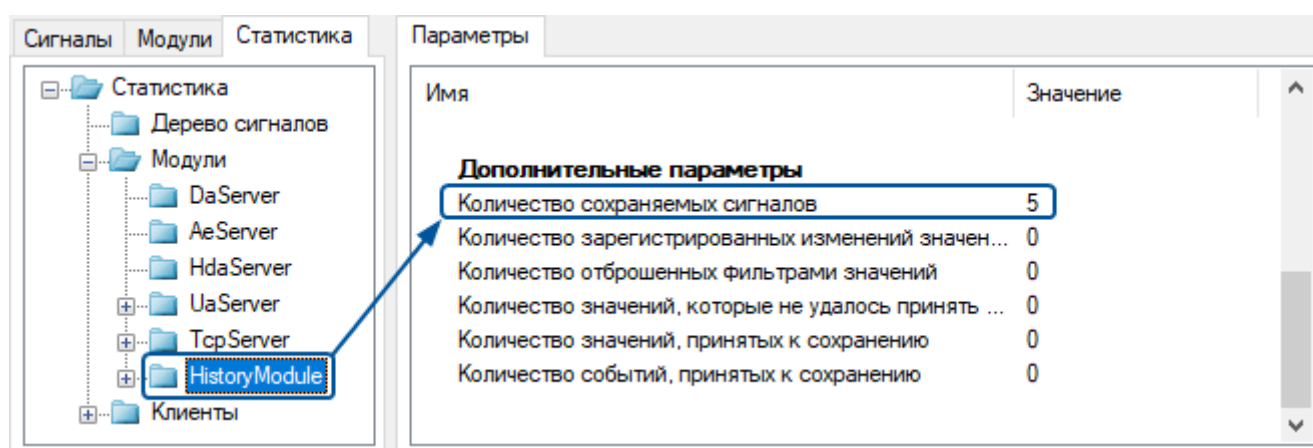 Сигналы Модули Статистика
Параметры
Статистика
Дерево сигналов
Модули
DaServer
AeServer
HdaServer
UaServer
TcpServer
HistoryModule
Клиенты
Имя Значение
Дополнительные параметры
Количество сохраняемых сигналов 5
Количество зарегистрированных изменений значен... 0
Количество отброшенных фильтрами значений 0
Количество значений, которые не удалось принять ... 0
Количество значений, принятых к сохранению 0
Количество событий, принятых к сохранению 0